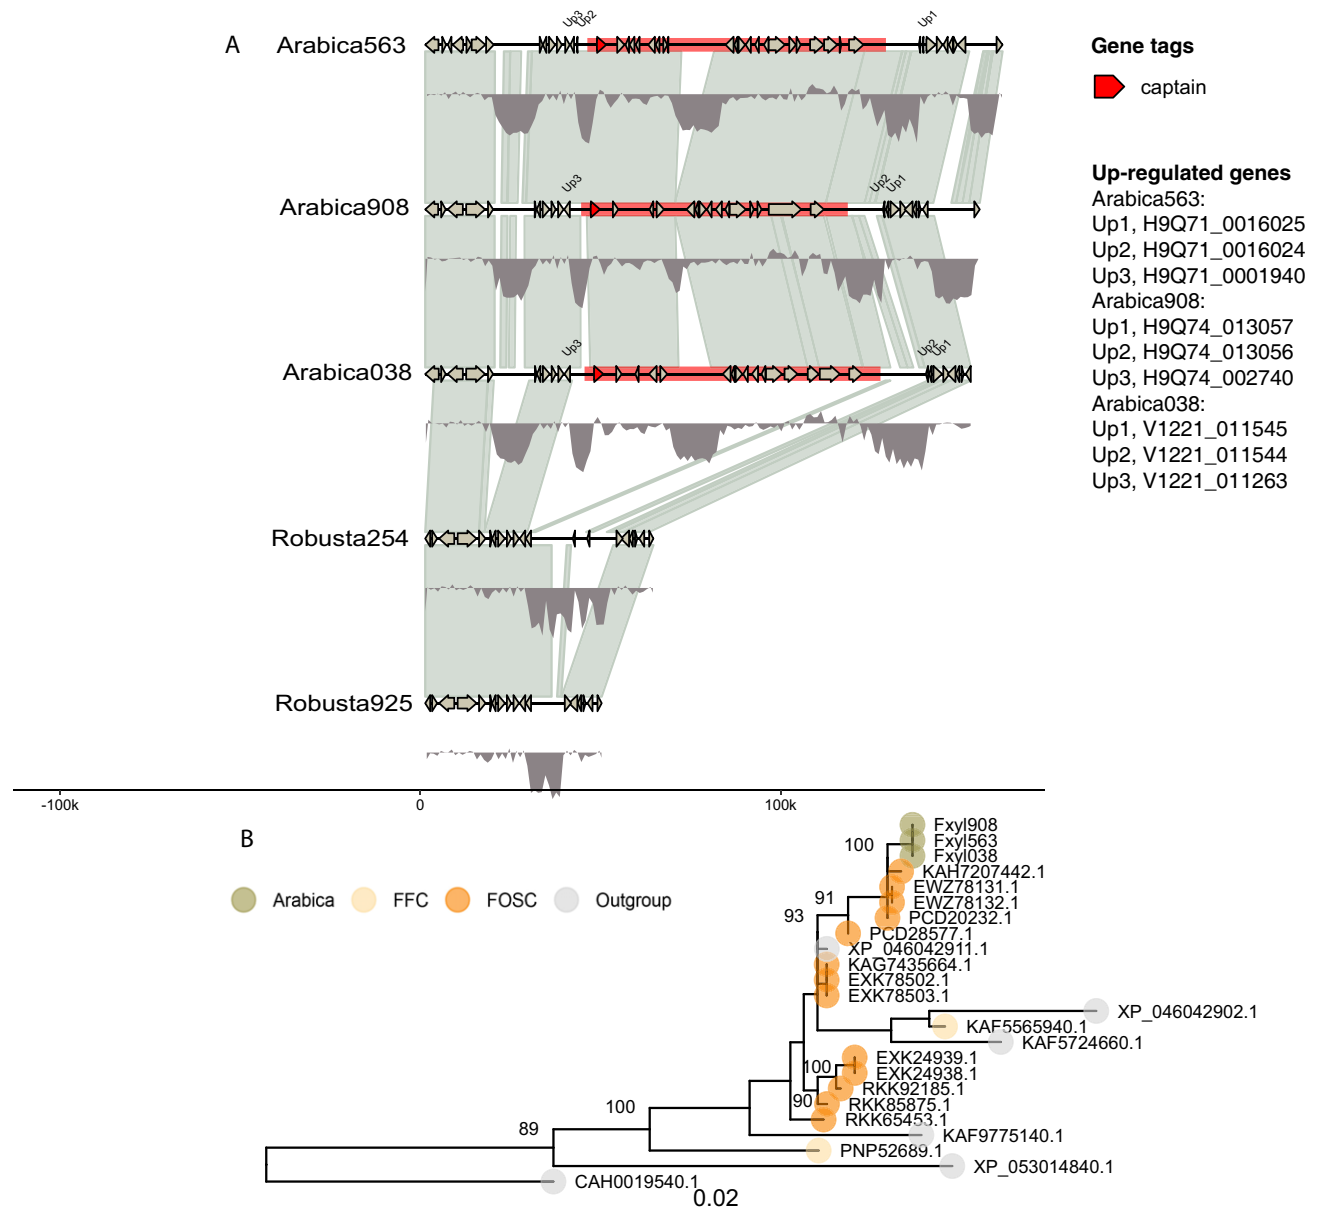 A
Arabica563
Up3
Up2
Up1
Gene tags
captain
Arabica908
Up3
Up2
Up1
Up-regulated genes
Arabica563:
Up1, H9Q71_0016025
Up2, H9Q71_0016024
Up3, H9Q71_0001940
Arabica908:
Up1, H9Q74_013057
Up2, H9Q74_013056
Up3, H9Q74_002740
Arabica038:
Up1, V1221_011545
Up2, V1221_011544
Up3, V1221_011263
Arabica038
Up3
Up2
Up1
Robusta254
Robusta925
-100k
0
100k
B
Arabica
FFC
FOSC
Outgroup
Fxyl908
Fxyl563
Fxyl038
KAH7207442.1
EWZ78131.1
EWZ78132.1
PCD20232.1
PCD28577.1
XP_046042911.1
KAG7435664.1
EXK78502.1
EXK78503.1
XP_046042902.1
KAF5565940.1
KAF5724660.1
EXK24939.1
EXK24938.1
RKK92185.1
RKK85875.1
RKK65453.1
KAF9775140.1
PNP52689.1
XP_053014840.1
CAH0019540.1
100
91
93
100
90
100
89
0.02